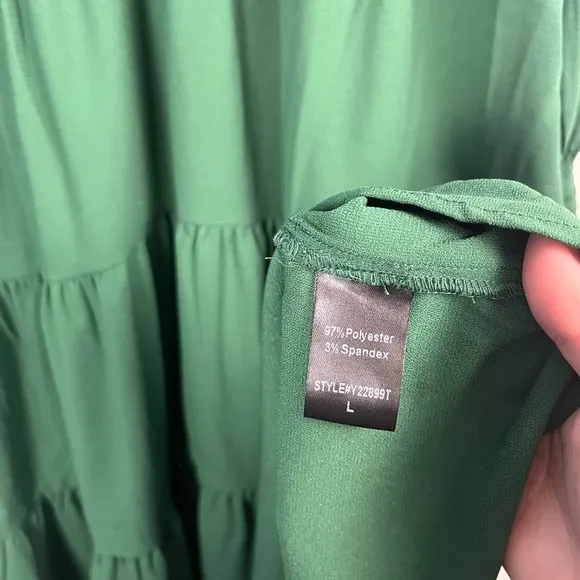 97%Polyester
3% Spandex
STYLE#Y22899T
L